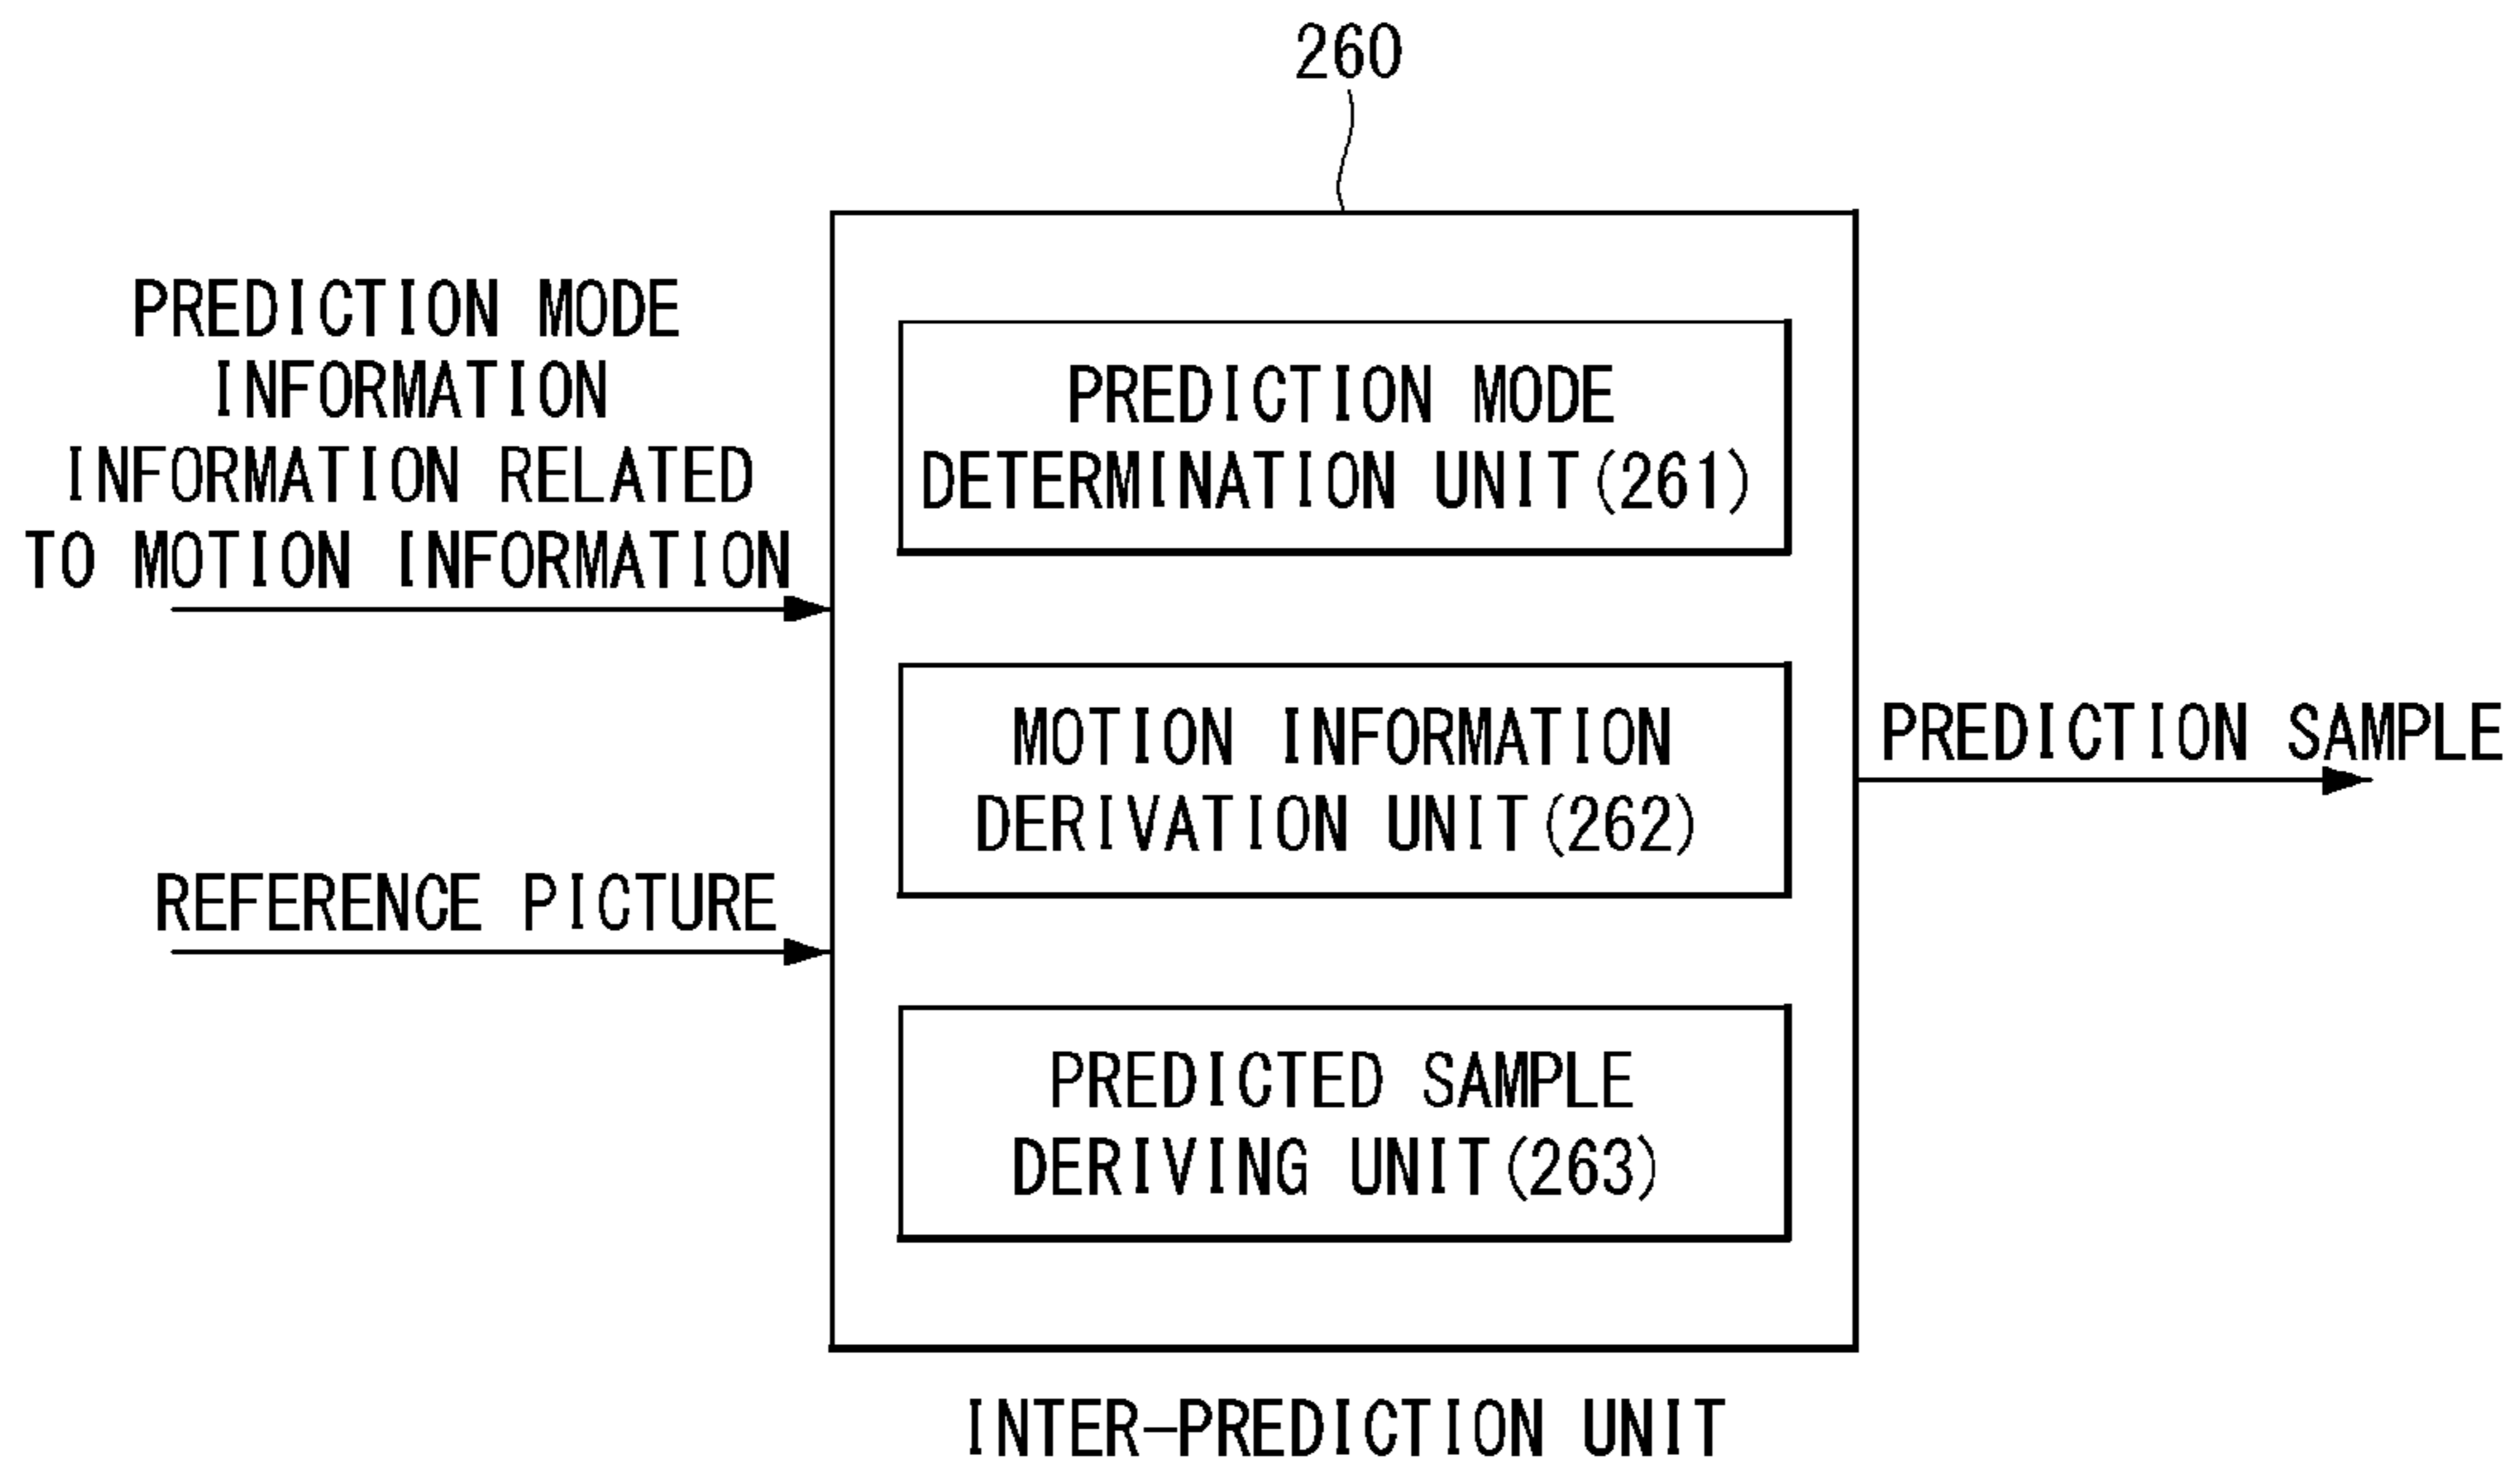 260
PREDICTION MODE
INFORMATION
INFORMATION RELATED
TO MOTION INFORMATION
REFERENCE PICTURE
PREDICTION MODE
DETERMINATION UNIT(261)
MOTION INFORMATION
DERIVATION UNIT(262)
PREDICTED SAMPLE
DERIVING UNIT(263)
PREDICTION SAMPLE
INTER-PREDICTION UNIT